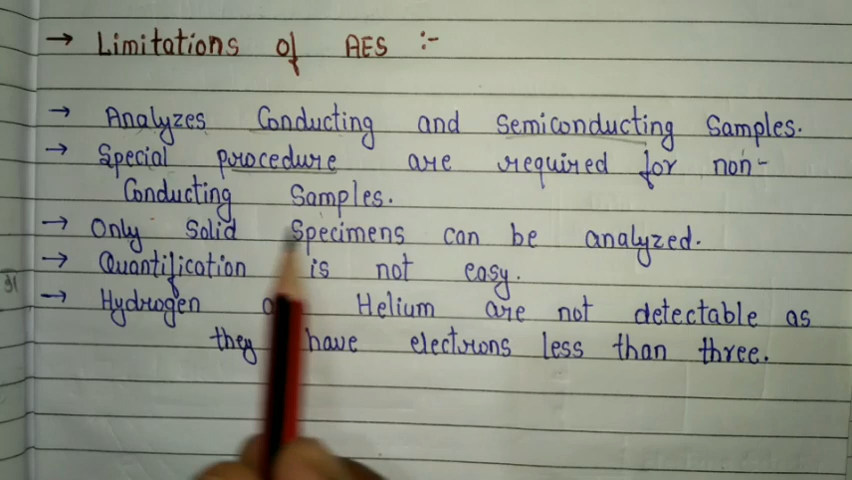 → Limitations of AES :-
→ Analyzes Conducting and Semiconducting Samples.
→ Special procedure are required for non-
Conducting Samples.
→ Only Solid Specimens can be analyzed.
→ Quantification is not easy.
→ Hydrogen Helium are not detectable as
they have electrons less than three.